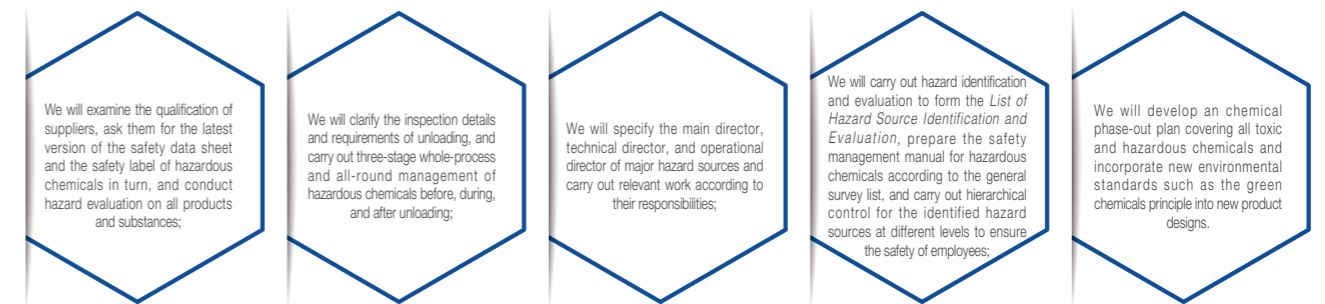 We will examine the qualification of
suppliers, ask them for the latest
version of the safety data sheet
and the safety label of hazardous
chemicals in turn, and conduct
hazard evaluation on all products
and substances;
We will clarify the inspection details
and requirements of unloading, and
carry out three-stage whole-process
and all-round management of
hazardous chemicals before, during,
and after unloading;
We will specify the main director,
technical director, and operational
director of major hazard sources and
carry out relevant work according to
their responsibilities;
We will carry out hazard identification
and evaluation to form the List of
Hazard Source Identification and
Evaluation, prepare the safety
management manual for hazardous
chemicals according to the general
survey list, and carry out hierarchical
control for the identified hazard
sources at different levels to ensure
the safety of employees;
We will develop an chemical
phase-out plan covering all toxic
and hazardous chemicals and
incorporate new environmental
standards such as the green
chemicals principle into new product
designs.